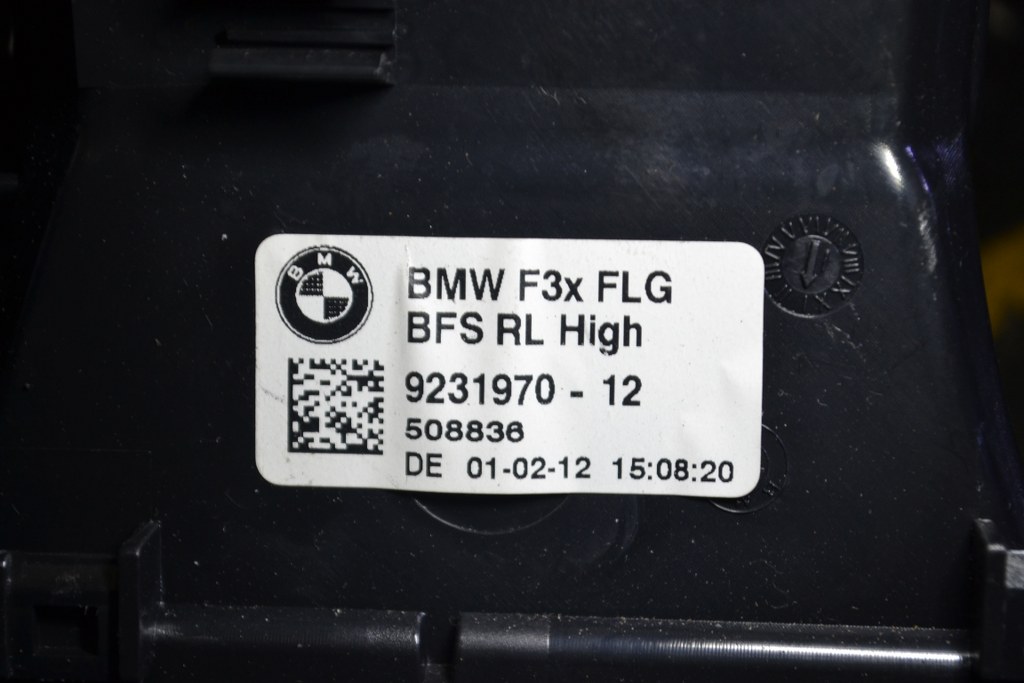 BMW
BMW F3x FLG
BFS RL High
9231970 - 12
508836
DE 01-02-12 15:08:20